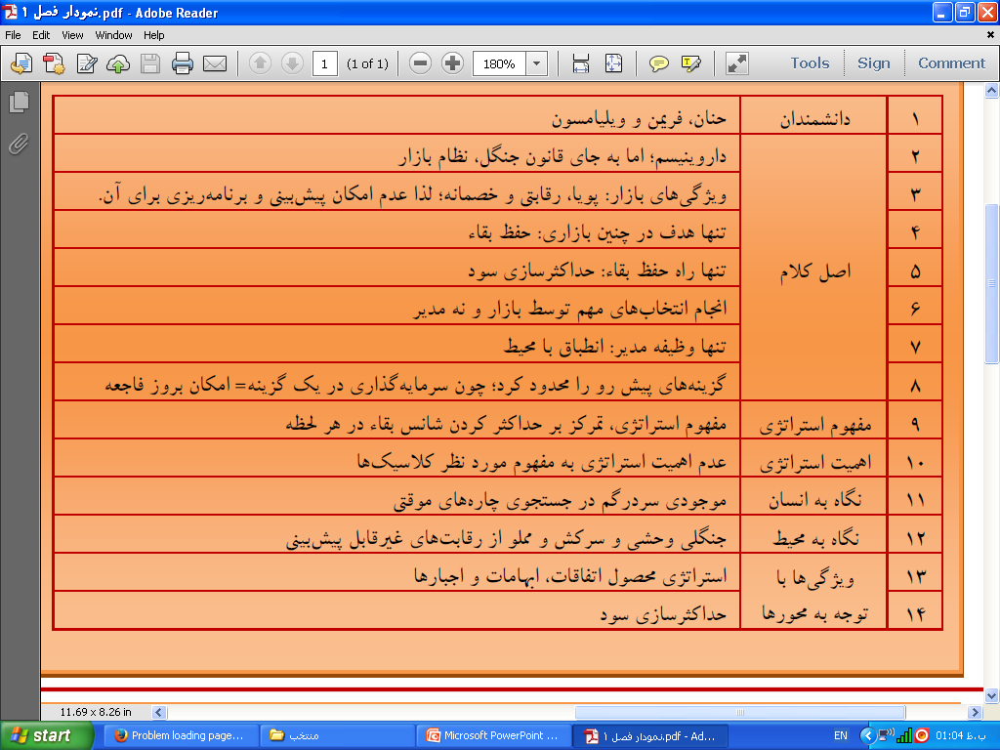 نمودار فصل ۱.pdf - Adobe Reader
File Edit View Window Help
1 (1 of 1) 180% Tools Sign Comment
۱ دانشمندان حنان، فریمن و ویلیامسون
۲ داروینیسم؛ اما به جای قانون جنگل، نظام بازار
۳ ویژگی‌های بازار: پویا، رقابتی و خصمانه؛ لذا عدم امکان پیش‌بینی و برنامه‌ریزی برای آن.
۴ تنها هدف در چنین بازاری: حفظ بقاء
۵ اصل کلام تنها راه حفظ بقاء: حداکثرسازی سود
۶ انجام انتخاب‌های مهم توسط بازار و نه مدیر
۷ تنها وظیفه مدیر: انطباق با محیط
۸ گزینه‌های پیش رو را محدود کرد؛ چون سرمایه‌گذاری در یک گزینه= امکان بروز فاجعه
۹ مفهوم استراتژی مفهوم استراتژی، تمرکز بر حداکثر کردن شانس بقاء در هر لحظه
۱۰ اهمیت استراتژی عدم اهمیت استراتژی به مفهوم مورد نظر کلاسیک‌ها
۱۱ نگاه به انسان موجودی سردرگم در جستجوی چاره‌های موقتی
۱۲ نگاه به محیط جنگلی وحشی و سرکش و مملو از رقابت‌های غیرقابل پیش‌بینی
۱۳ ویژگی‌ها با استراتژی محصول اتفاقات، ابهامات و اجبارها
۱۴ توجه به محورها حداکثرسازی سود
11.69 x 8.26 in
start Problem loading page... منتخب Microsoft PowerPoint ... نمودار فصل ۱.pdf - Ad... EN 01:04 ب.ظ